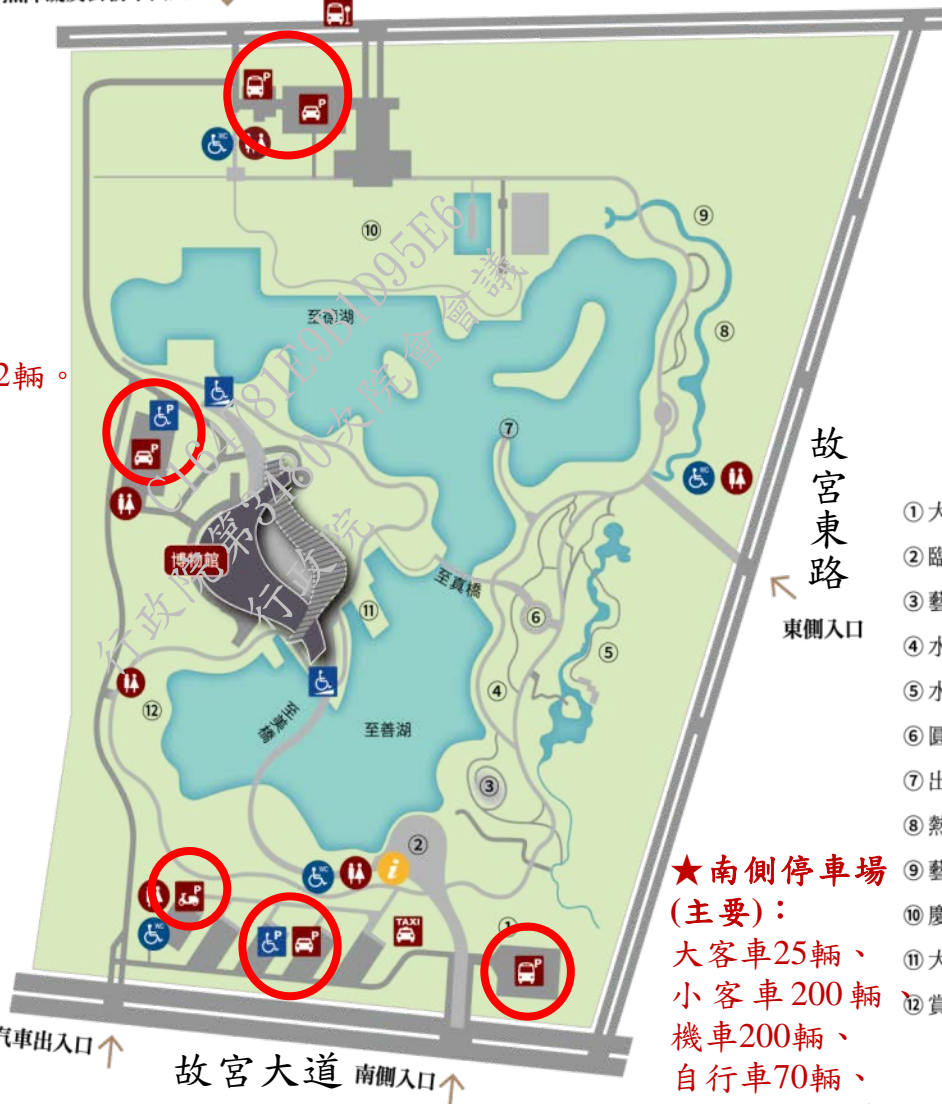 ⑩
⑨
⑧
至德湖
2輛。
⑦
故宮東路
東側入口
博物館
至真橋
⑪
⑥
⑤
④
⑫
至美橋
至善湖
③
②
①
TAXI
WC
WC
WC
WC
P
P
P
P
P
P
P
P
i
①大
②臨
③藝
④水
⑤水
⑥圓
⑦出
⑧熱
⑨藝
⑩慶
⑪大
⑫賞
★南側停車場
(主要)：
大客車25輛、
小客車200輛、
機車200輛、
自行車70輛、
汽車出入口
故宮大道
南側入口
行政院第3480次院會會議
行政院